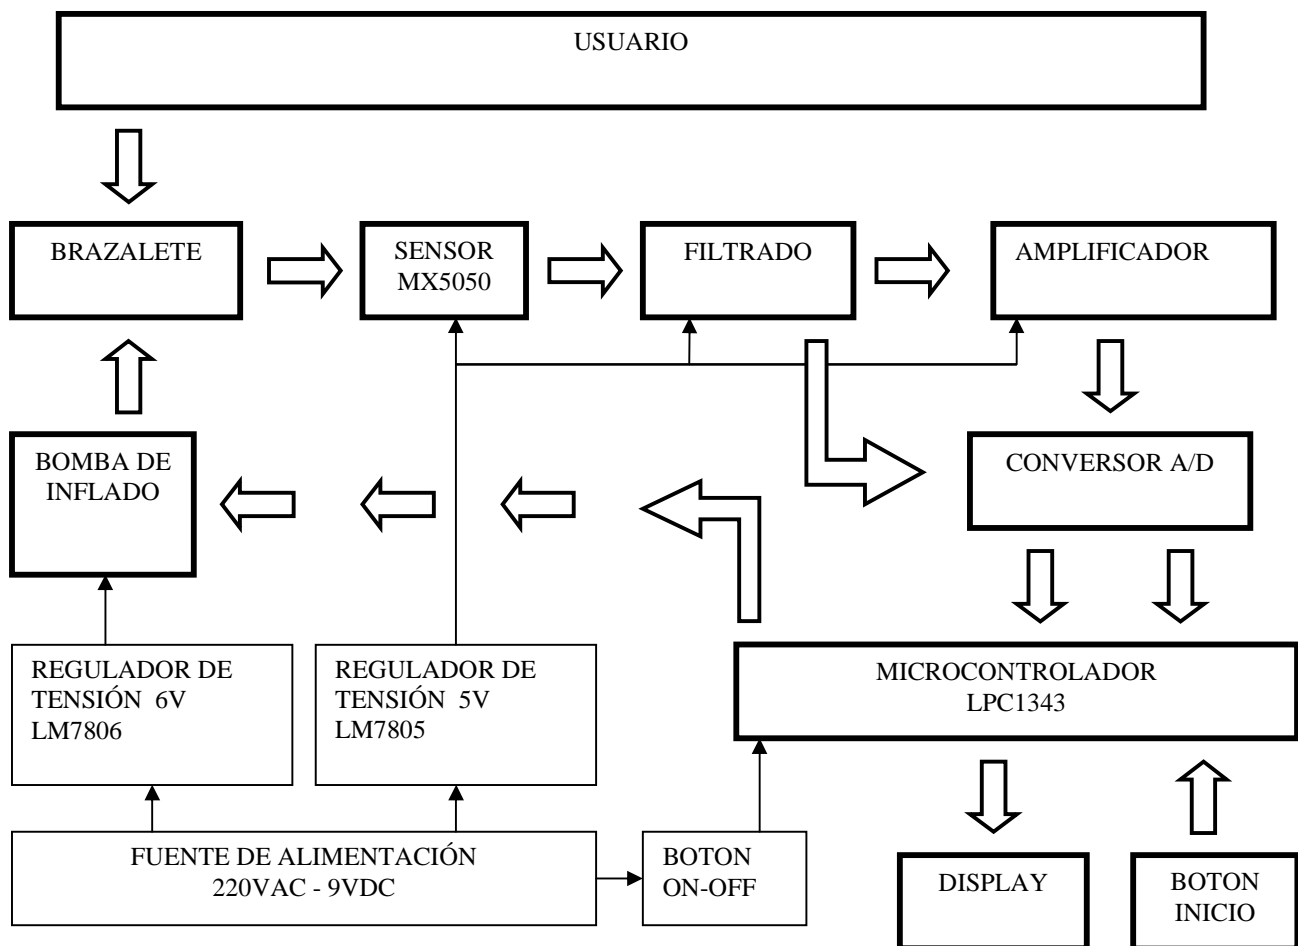 USUARIO
BRAZALETE
SENSOR
MX5050
FILTRADO
AMPLIFICADOR
BOMBA DE
INFLADO
CONVERSOR A/D
REGULADOR DE
TENSIÓN 6V
LM7806
REGULADOR DE
TENSIÓN 5V
LM7805
MICROCONTROLADOR
LPC1343
FUENTE DE ALIMENTACIÓN
220VAC - 9VDC
BOTON
ON-OFF
DISPLAY
BOTON
INICIO